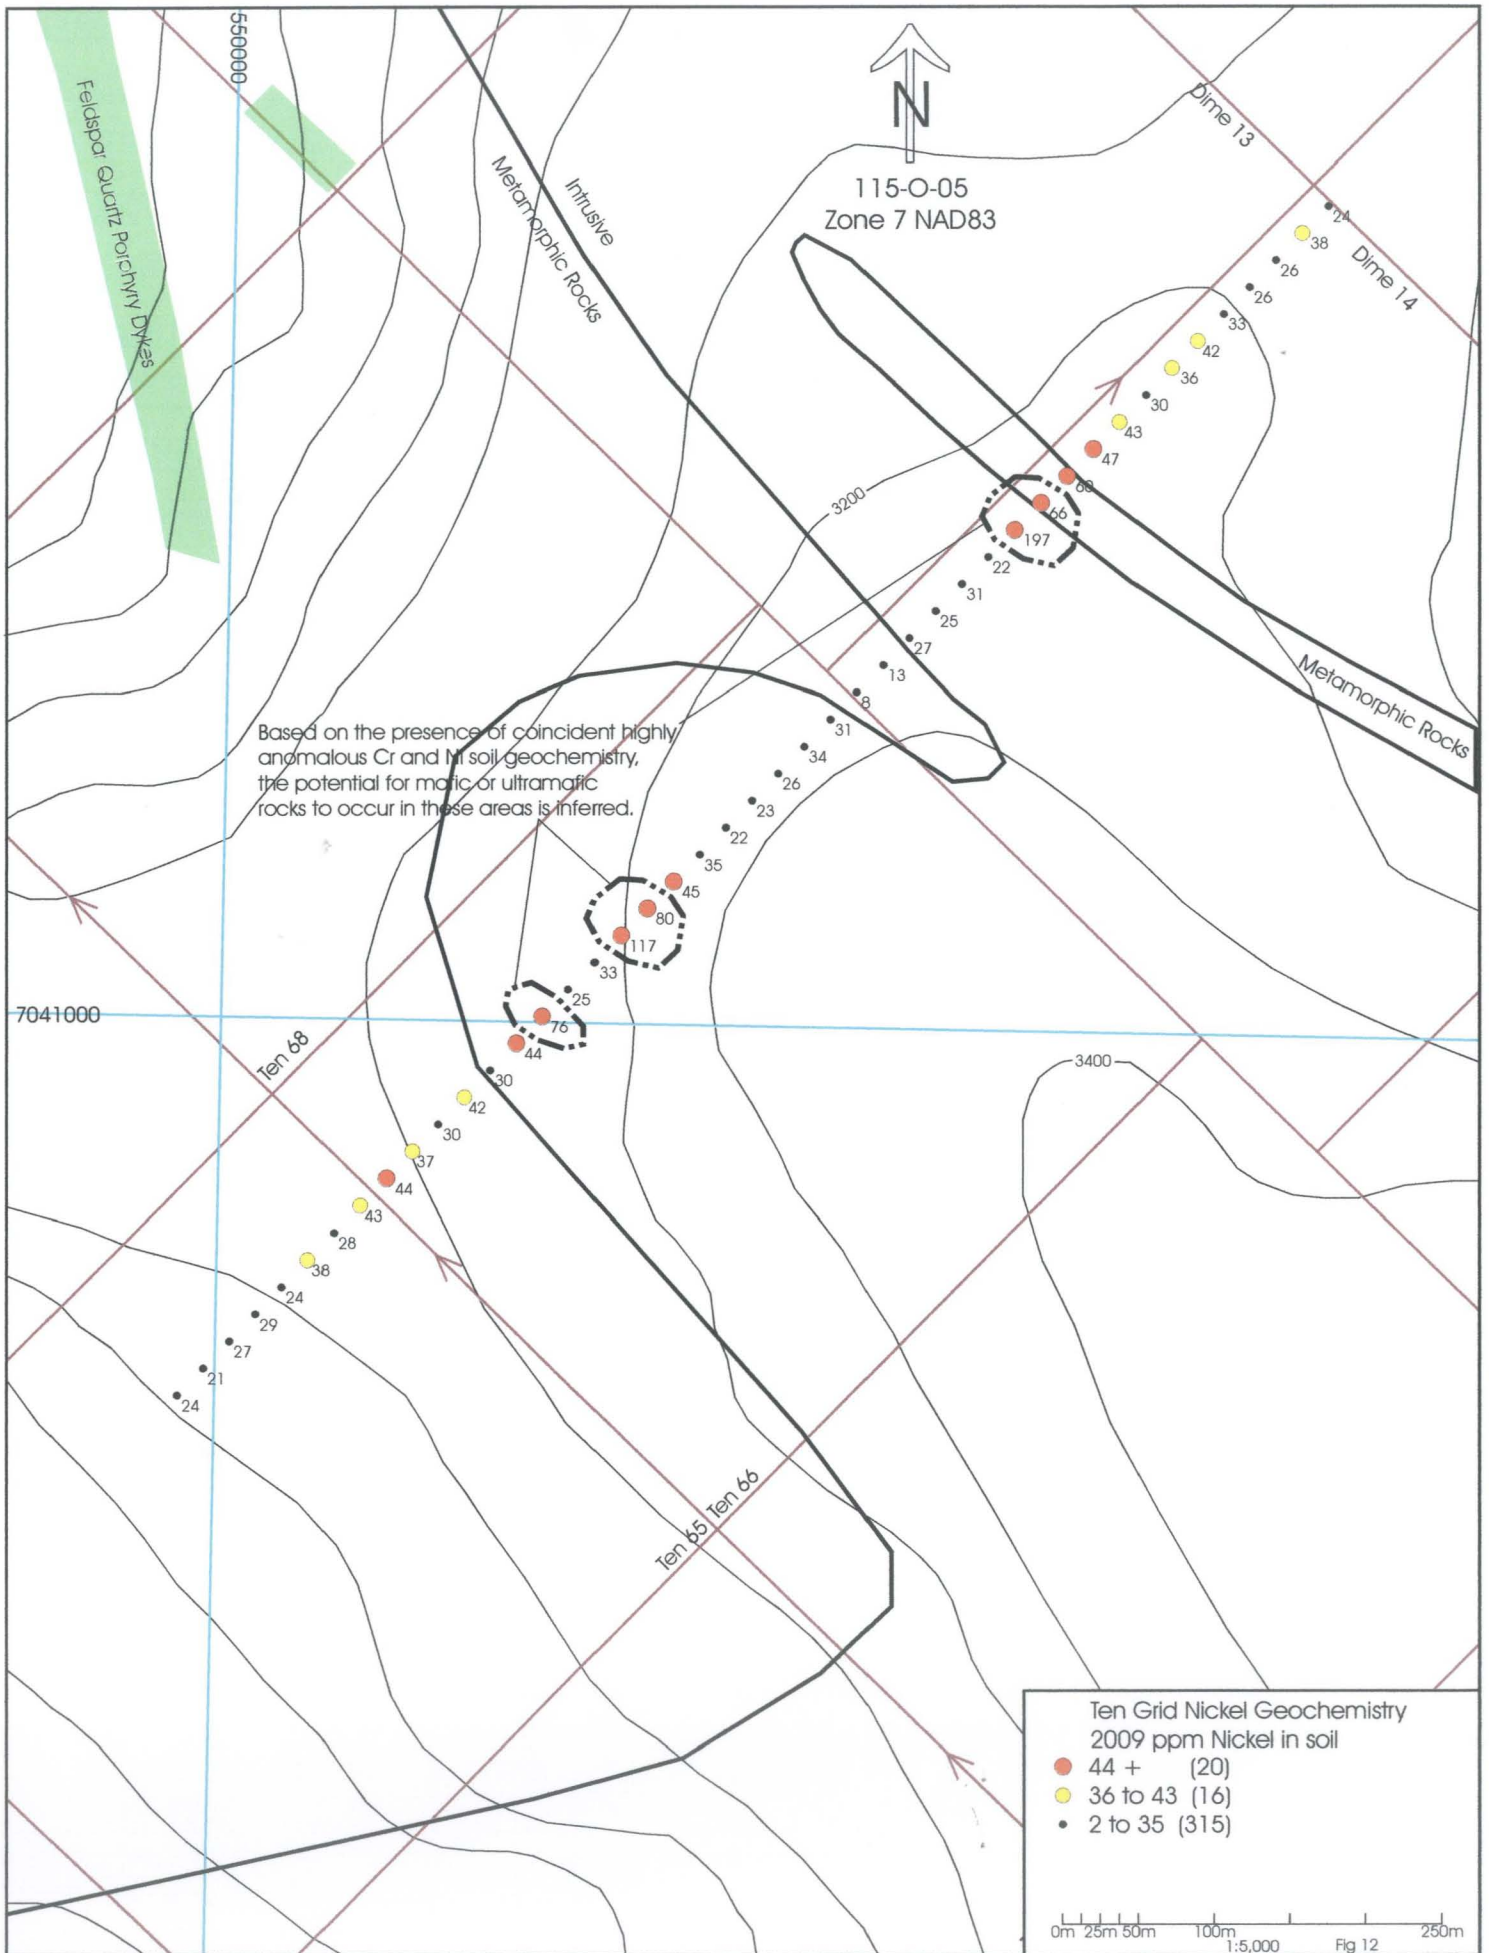 550000
Feldspar Quartz Porphyry Dykes
Intrusive
Metamorphic Rocks
N
115-O-05
Zone 7 NAD83
Dime 13
Dime 14
24
38
26
26
33
42
36
30
43
47
60
66
197
22
31
25
27
13
8
31
34
26
23
22
35
45
80
117
33
25
76
44
30
42
30
37
44
43
28
38
24
29
27
21
24
3200
Metamorphic Rocks
Based on the presence of coincident highly
anomalous Cr and Ni soil geochemistry,
the potential for mafic or ultramafic
rocks to occur in these areas is inferred.
7041000
Ten 68
3400
Ten 65 Ten 66
Ten Grid Nickel Geochemistry
2009 ppm Nickel in soil
44 + (20)
36 to 43 (16)
2 to 35 (315)
0m 25m 50m 100m 250m
1:5,000 Fig 12